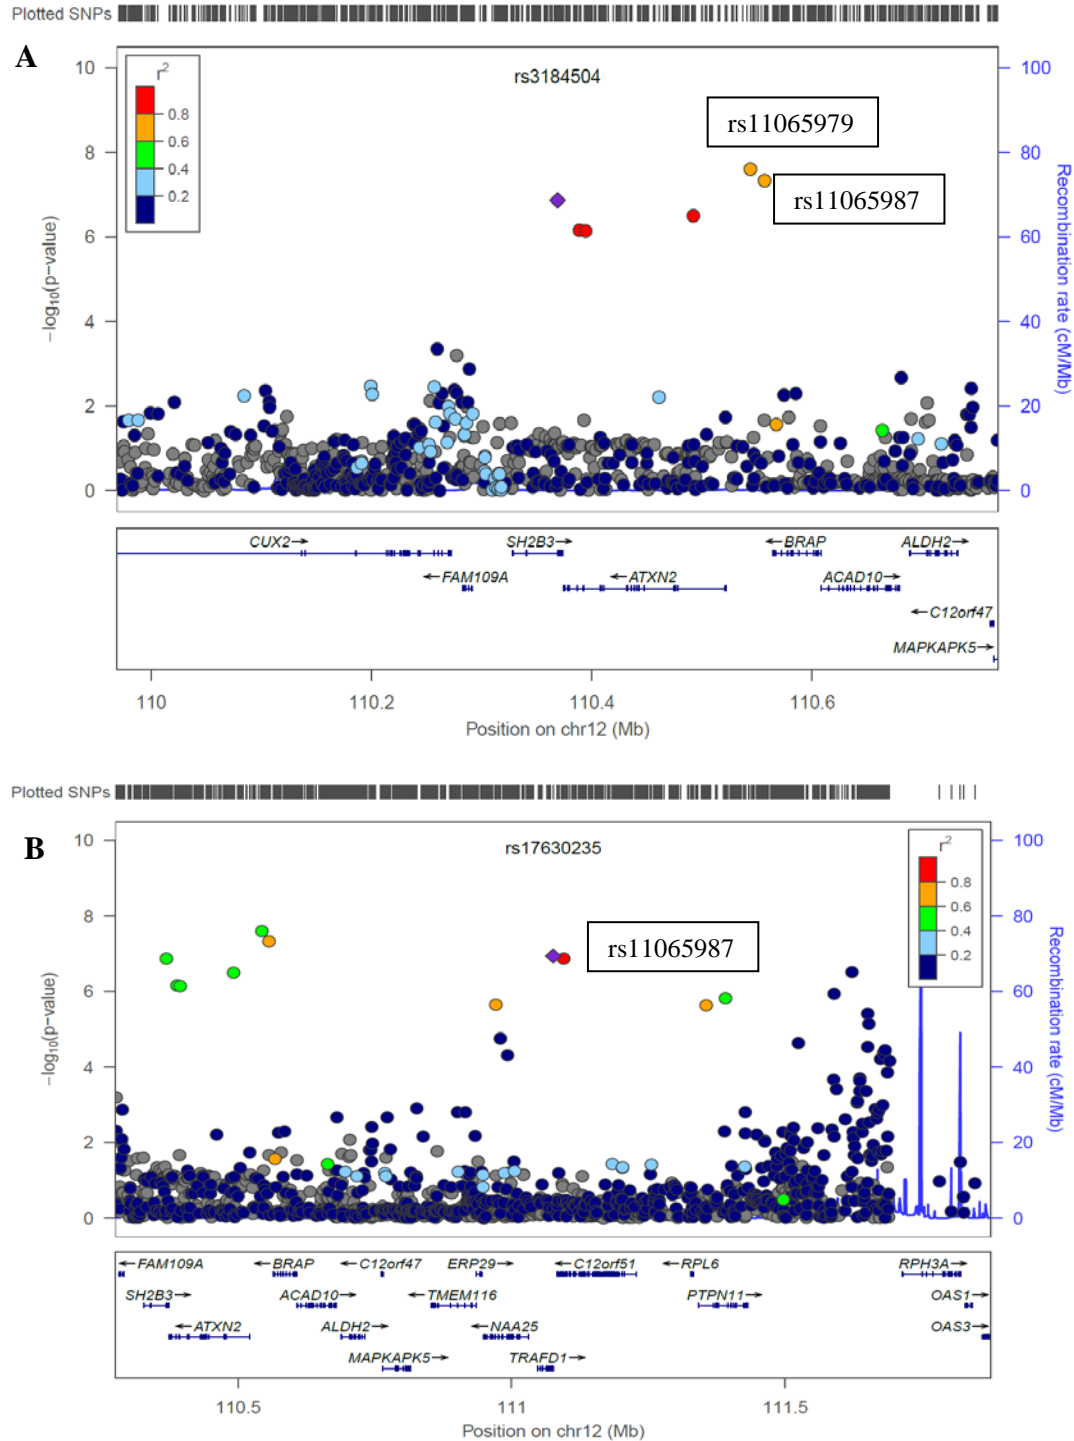 Plotted SNPs
A
rs3184504
r²
0.8
0.6
0.4
0.2
rs11065979
rs11065987
10
8
6
4
2
0
−log₁₀(p−value)
100
80
60
40
20
0
Recombination rate (cM/Mb)
CUX2→
SH2B3→
←BRAP
ALDH2→
←FAM109A
←ATXN2
ACAD10→
←C12orf47
MAPKAPK5→
110
110.2
110.4
110.6
Position on chr12 (Mb)
Plotted SNPs
B
rs17630235
r²
0.8
0.6
0.4
0.2
rs11065987
10
8
6
4
2
0
−log₁₀(p−value)
100
80
60
40
20
0
Recombination rate (cM/Mb)
←FAM109A
←BRAP
←C12orf47
ERP29→
←C12orf51
←RPL6
RPH3A→
SH2B3→
ACAD10→
←TMEM116
PTPN11→
OAS1→
←ATXN2
ALDH2→
←NAA25
OAS3→
MAPKAPK5→
TRAFD1→
110.5
111
111.5
Position on chr12 (Mb)